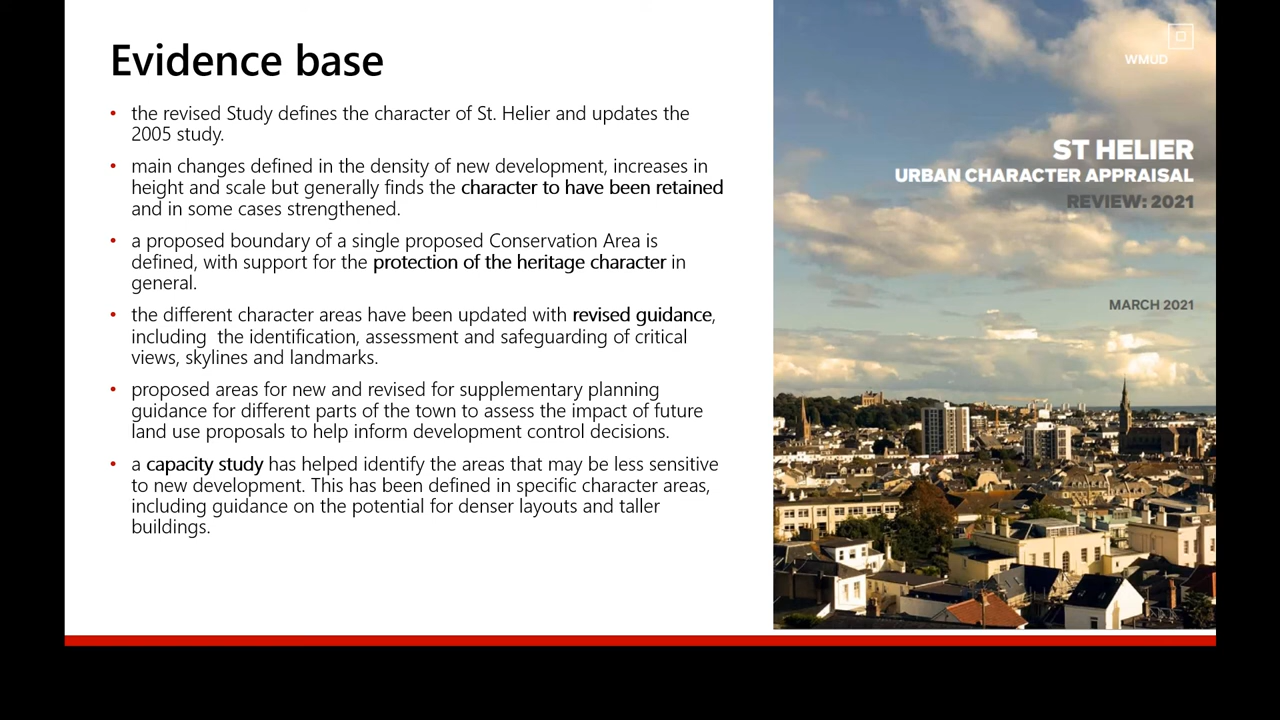 Evidence base
• the revised Study defines the character of St. Helier and updates the
2005 study.
• main changes defined in the density of new development, increases in
height and scale but generally finds the character to have been retained
and in some cases strengthened.
• a proposed boundary of a single proposed Conservation Area is
defined, with support for the protection of the heritage character in
general.
• the different character areas have been updated with revised guidance,
including  the identification, assessment and safeguarding of critical
views, skylines and landmarks.
• proposed areas for new and revised for supplementary planning
guidance for different parts of the town to assess the impact of future
land use proposals to help inform development control decisions.
• a capacity study has helped identify the areas that may be less sensitive
to new development. This has been defined in specific character areas,
including guidance on the potential for denser layouts and taller
buildings.
WMUD
ST HELIER
URBAN CHARACTER APPRAISAL
REVIEW: 2021
MARCH 2021